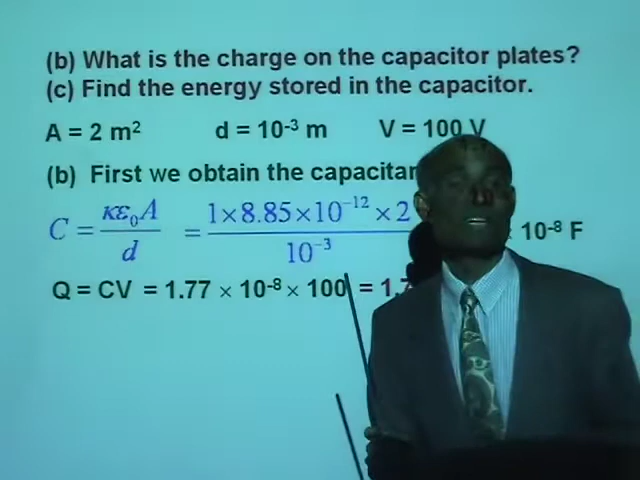 (b) What is the charge on the capacitor plates?
(c) Find the energy stored in the capacitor.
A = 2 m² d = 10⁻³ m V = 100 V
(b) First we obtain the
C = κε₀A / d = 1×8.85×10⁻¹² ×2 / 10⁻³ 10⁻⁸ F
Q = CV = 1.77 × 10⁻⁸ × 100 = 1.7